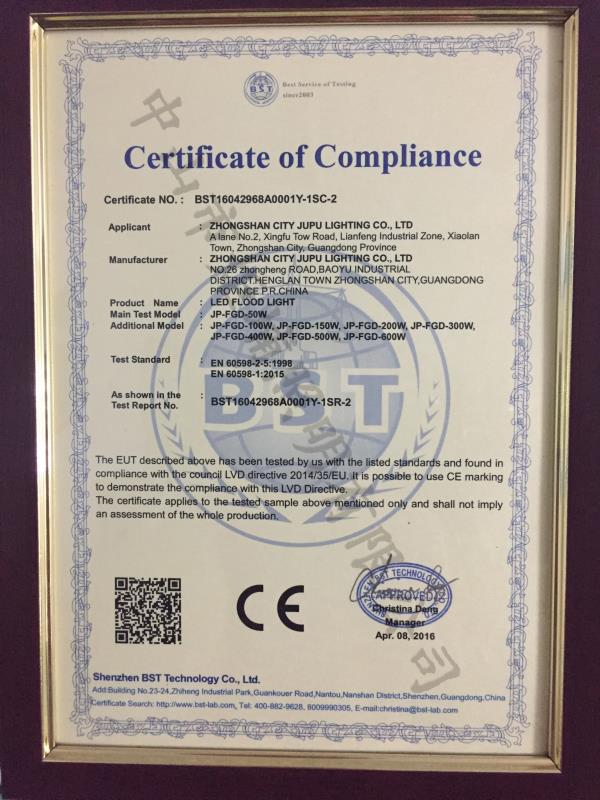 BST
Best Service of Testing
since2003
Certificate of Compliance
Certificate NO. : BST16042968A0001Y-1SC-2
Applicant : ZHONGSHAN CITY JUPU LIGHTING CO., LTD
A lane No.2, Xingfu Tow Road, Lianfeng Industrial Zone, Xiaolan
Town, Zhongshan City, Guangdong Province
Manufacturer : ZHONGSHAN CITY JUPU LIGHTING CO., LTD
NO.26 zhongheng ROAD,BAOYU INDUSTRIAL
DISTRICT,HENGLAN TOWN ZHONGSHAN CITY,GUANGDONG
PROVINCE P.R.CHINA
Product Name : LED FLOOD LIGHT
Main Test Model : JP-FGD-50W
Additional Model : JP-FGD-100W, JP-FGD-150W, JP-FGD-200W, JP-FGD-300W,
JP-FGD-400W, JP-FGD-500W, JP-FGD-600W
Test Standard : EN 60598-2-5:1998
EN 60598-1:2015
As shown in the :
Test Report No. BST16042968A0001Y-1SR-2
BST
The EUT described above has been tested by us with the listed standards and found in
compliance with the council LVD directive 2014/35/EU. It is possible to use CE marking
to demonstrate the compliance with this LVD Directive.
The certificate applies to the tested sample above mentioned only and shall not imply
an assessment of the whole production.
CE
APPROVED
Christina Deng
Manager
Apr. 08, 2016
Shenzhen BST Technology Co., Ltd.
Add:Building No.23-24,Zhiheng Industrial Park,Guankouer Road,Nantou,Nanshan District,Shenzhen,Guangdong,China
Certificate Search: http://www.bst-lab.com, Tel: 400-882-9628, 8009990305, E-mail:christina@bst-lab.com